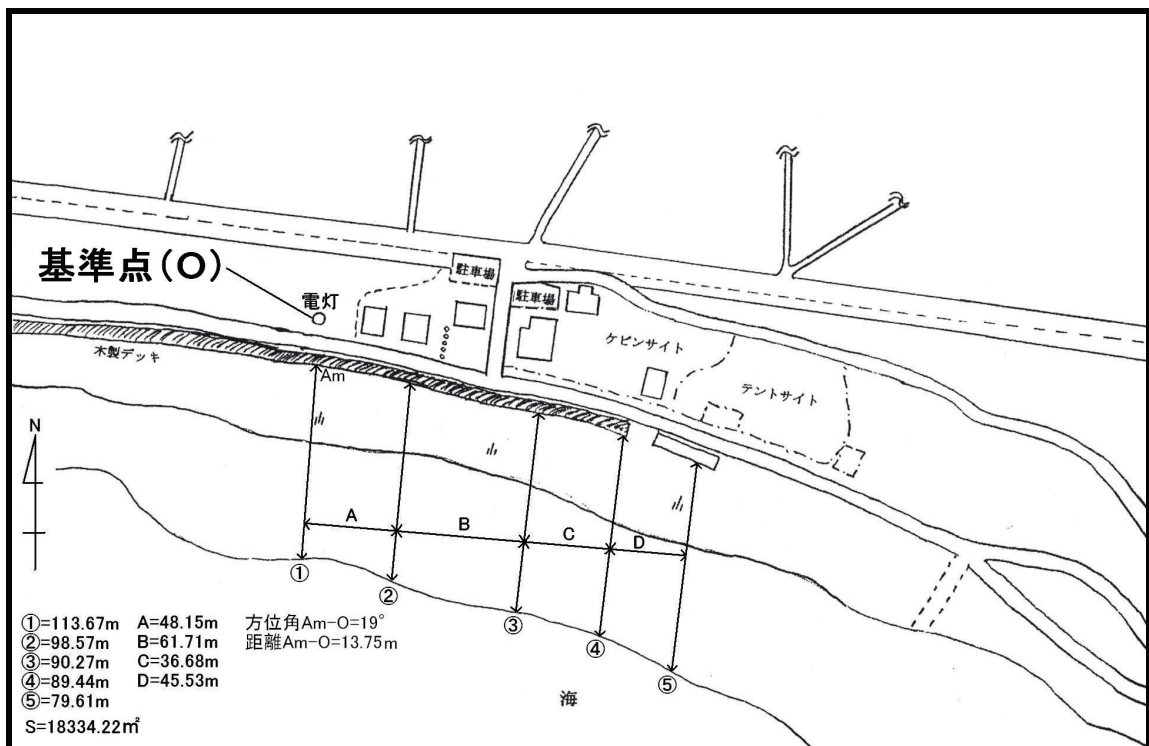 基準点(O)
電灯
駐車場
駐車場
ケビンサイト
テントサイト
木製デッキ
Am
N
A
B
C
D
①
②
③
④
⑤
①=113.67m A=48.15m 方位角Am-O=19°
②=98.57m B=61.71m 距離Am-O=13.75m
③=90.27m C=36.68m
④=89.44m D=45.53m
⑤=79.61m
S=18334.22㎡
海